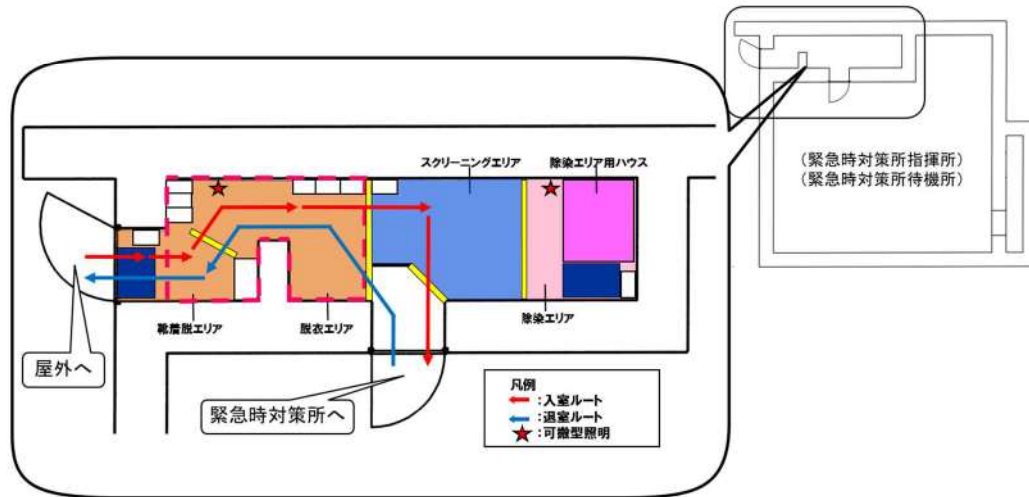 (緊急時対策所指揮所)
(緊急時対策所待機所)
スクリーニングエリア
除染エリア用ハウス
靴着脱エリア
脱衣エリア
除染エリア
屋外へ
緊急時対策所へ
凡例
:入室ルート
:退室ルート
:可搬型照明